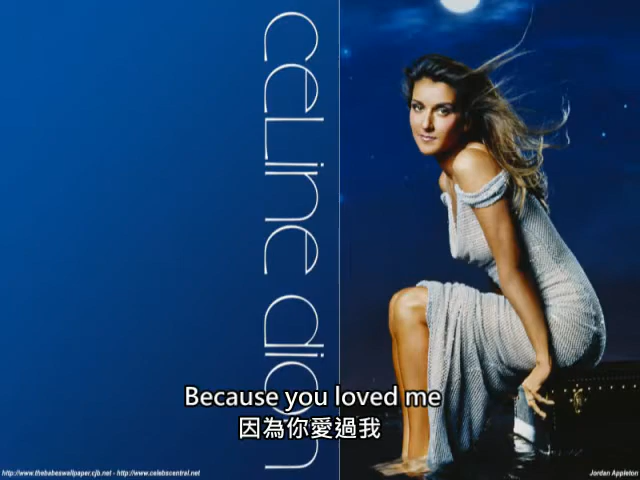 celine dion
Because you loved me
因為你愛過我
http://www.thebabeswallpaper.cjb.net - http://www.celebscentral.net
Jordan Appleton